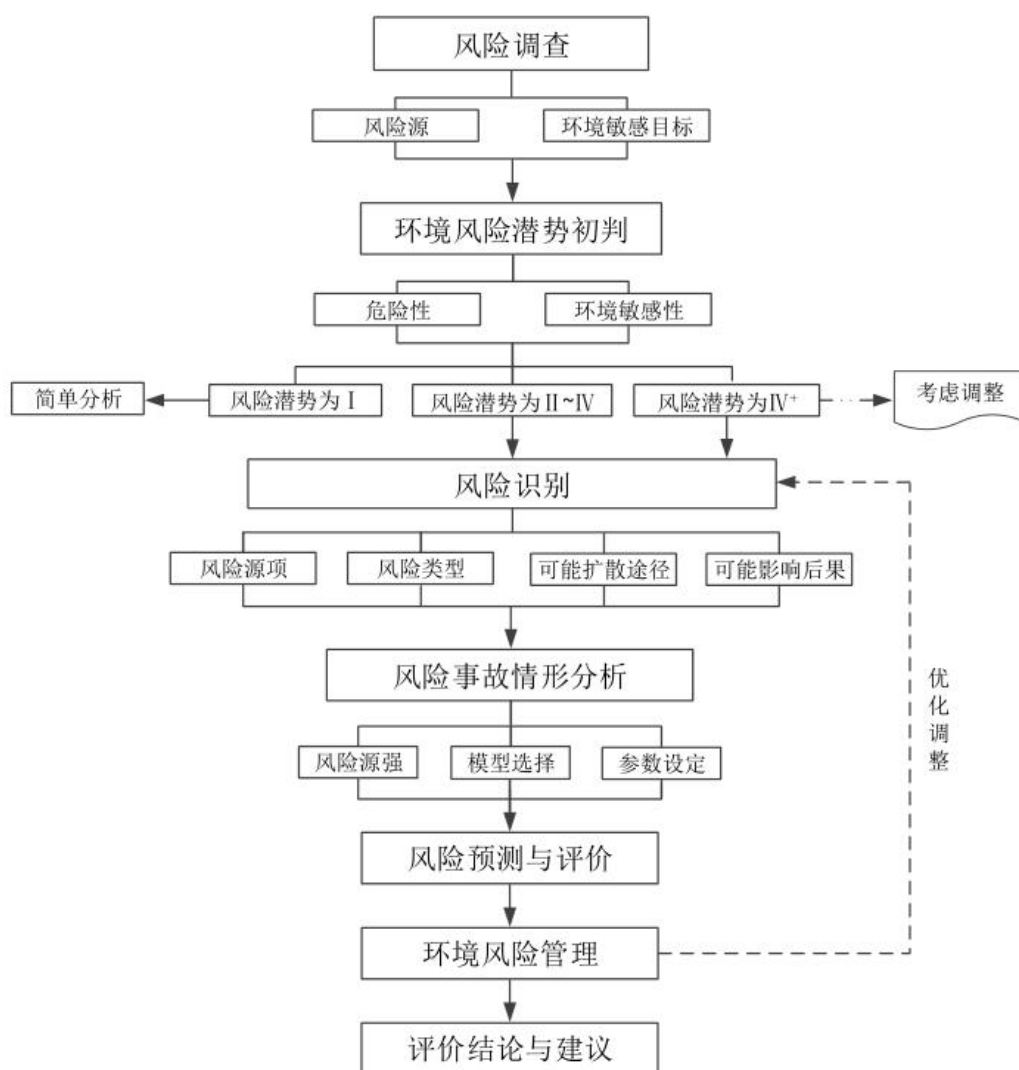 风险调查
风险源
环境敏感目标
环境风险潜势初判
危险性
环境敏感性
简单分析
风险潜势为Ⅰ
风险潜势为Ⅱ~Ⅳ
风险潜势为Ⅳ⁺
考虑调整
风险识别
风险源项
风险类型
可能扩散途径
可能影响后果
风险事故情形分析
优化调整
风险源强
模型选择
参数设定
风险预测与评价
环境风险管理
评价结论与建议